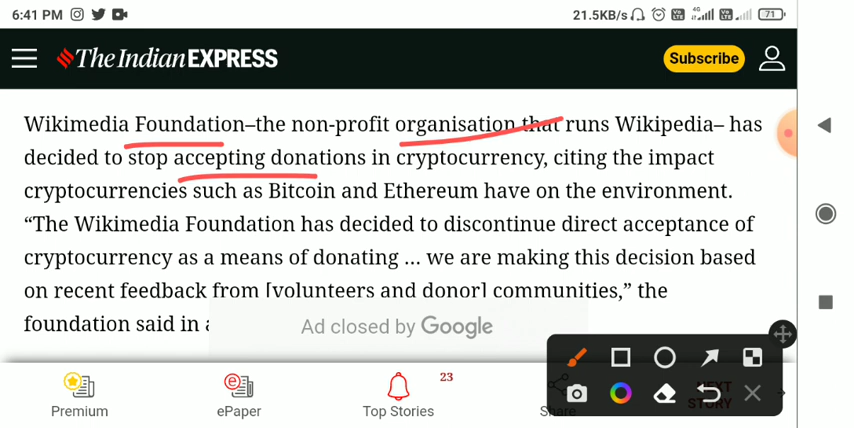 6:41 PM 21.5KB/s 4G 71
The Indian EXPRESS Subscribe
Wikimedia Foundation–the non-profit organisation that runs Wikipedia– has
decided to stop accepting donations in cryptocurrency, citing the impact
cryptocurrencies such as Bitcoin and Ethereum have on the environment.
“The Wikimedia Foundation has decided to discontinue direct acceptance of
cryptocurrency as a means of donating ... we are making this decision based
on recent feedback from [volunteers and donor] communities,” the
foundation said in a
Ad closed by Google
23
Premium ePaper Top Stories Share NEXT
STORY